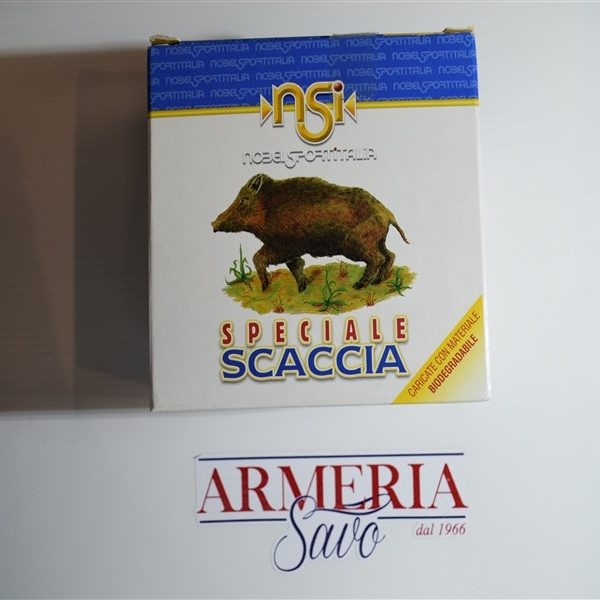 NOBELSPORTITALIA NOBELSPORTITALIA NOBELSPORTITALIA
nsi
NOBELSPORTITALIA
SPECIALE
SCACCIA
CARICATE CON MATERIALE
BIODEGRADABILE
ARMERIA
Savo
dal 1966